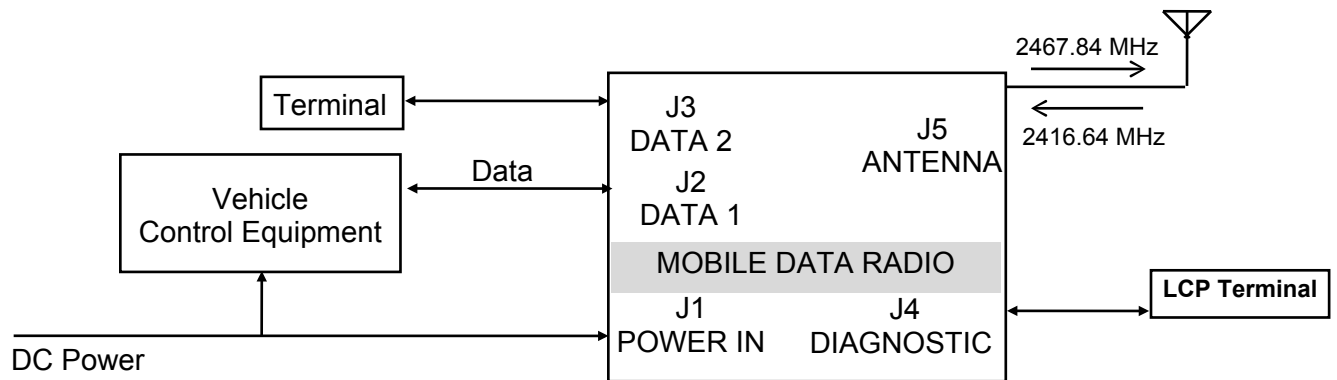 2467.84 MHz
Terminal
J3
DATA 2
J5
ANTENNA
2416.64 MHz
Data
J2
DATA 1
Vehicle
Control Equipment
MOBILE DATA RADIO
LCP Terminal
J1
POWER IN
J4
DIAGNOSTIC
DC Power